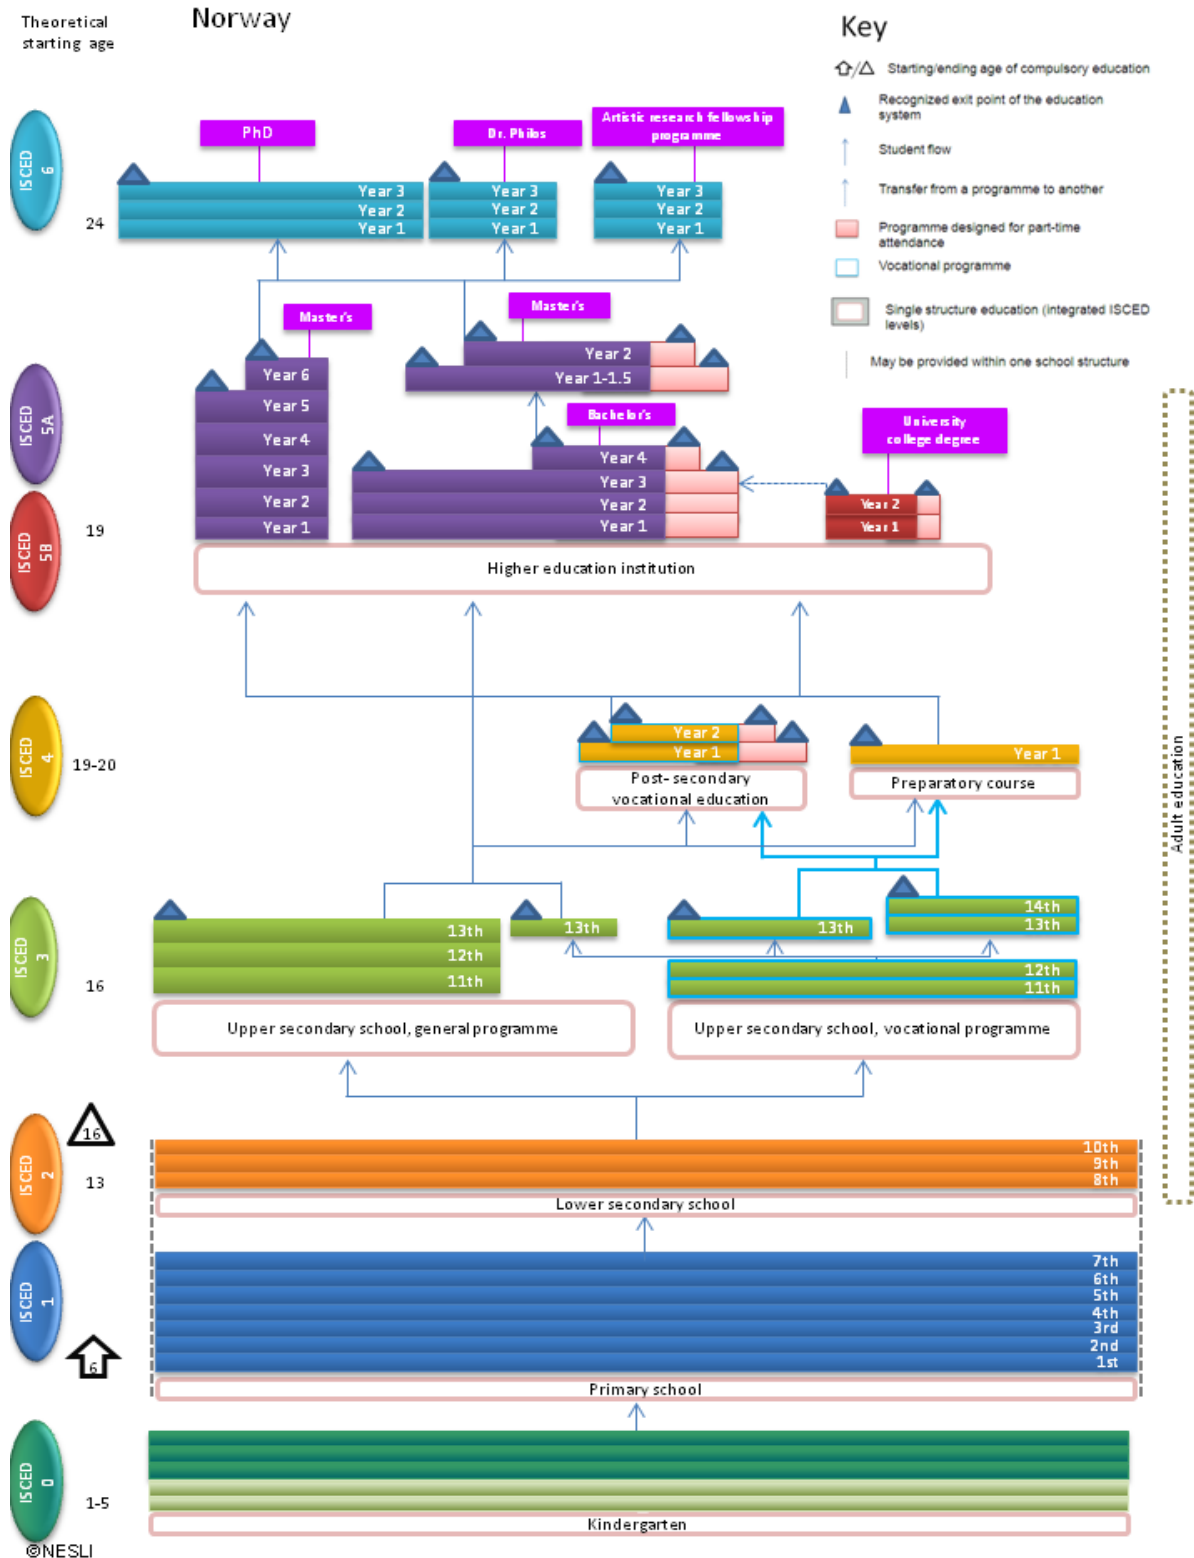 Theoretical
starting age
Norway
Key
Starting/ending age of compulsory education
Recognized exit point of the education
system
Student flow
Transfer from a programme to another
Programme designed for part-time
attendance
Vocational programme
Single structure education (integrated ISCED
levels)
May be provided within one school structure
ISCED
6
24
PhD
Dr. Philos
Artistic research fellowship
programme
Year 3
Year 2
Year 1
Year 3
Year 2
Year 1
Year 3
Year 2
Year 1
ISCED
5A
ISCED
5B
19
Master's
Year 6
Year 5
Year 4
Year 3
Year 2
Year 1
Master's
Year 2
Year 1-1.5
Bachelor's
Year 4
Year 3
Year 2
Year 1
University
college degree
Year 2
Year 1
Higher education institution
ISCED
4
19-20
Year 2
Year 1
Post- secondary
vocational education
Year 1
Preparatory course
Adult education
ISCED
3
16
13th
12th
11th
13th
13th
14th
13th
12th
11th
Upper secondary school, general programme
Upper secondary school, vocational programme
ISCED
2
16
13
10th
9th
8th
Lower secondary school
ISCED
1
6
7th
6th
5th
4th
3rd
2nd
1st
Primary school
ISCED
0
1-5
Kindergarten
©NESLI